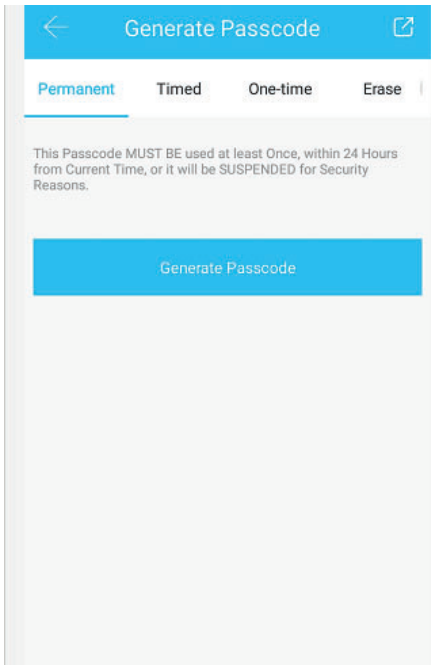 Generate Passcode
Permanent Timed One-time Erase
This Passcode MUST BE used at least Once, within 24 Hours
from Current Time, or it will be SUSPENDED for Security
Reasons.
Generate Passcode